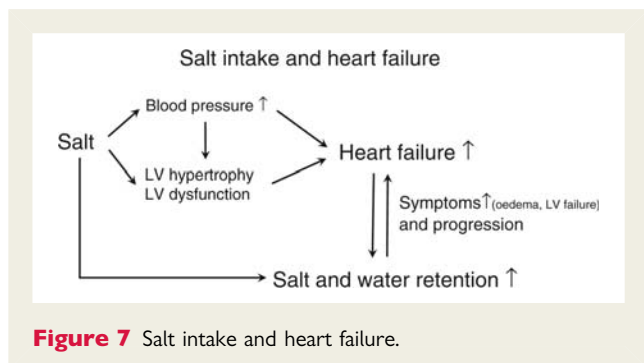 Salt intake and heart failure
Blood pressure ↑
Salt
Heart failure ↑
LV hypertrophy
LV dysfunction
Symptoms↑(oedema, LV failure)
and progression
Salt and water retention ↑
Figure 7 Salt intake and heart failure.